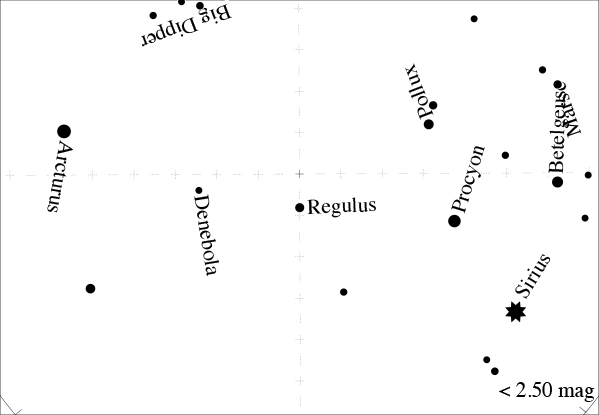 Big Dipper
Pollux
Mars
Betelgeuse
Arcturus
Procyon
Denebola
Regulus
Sirius
< 2.50 mag